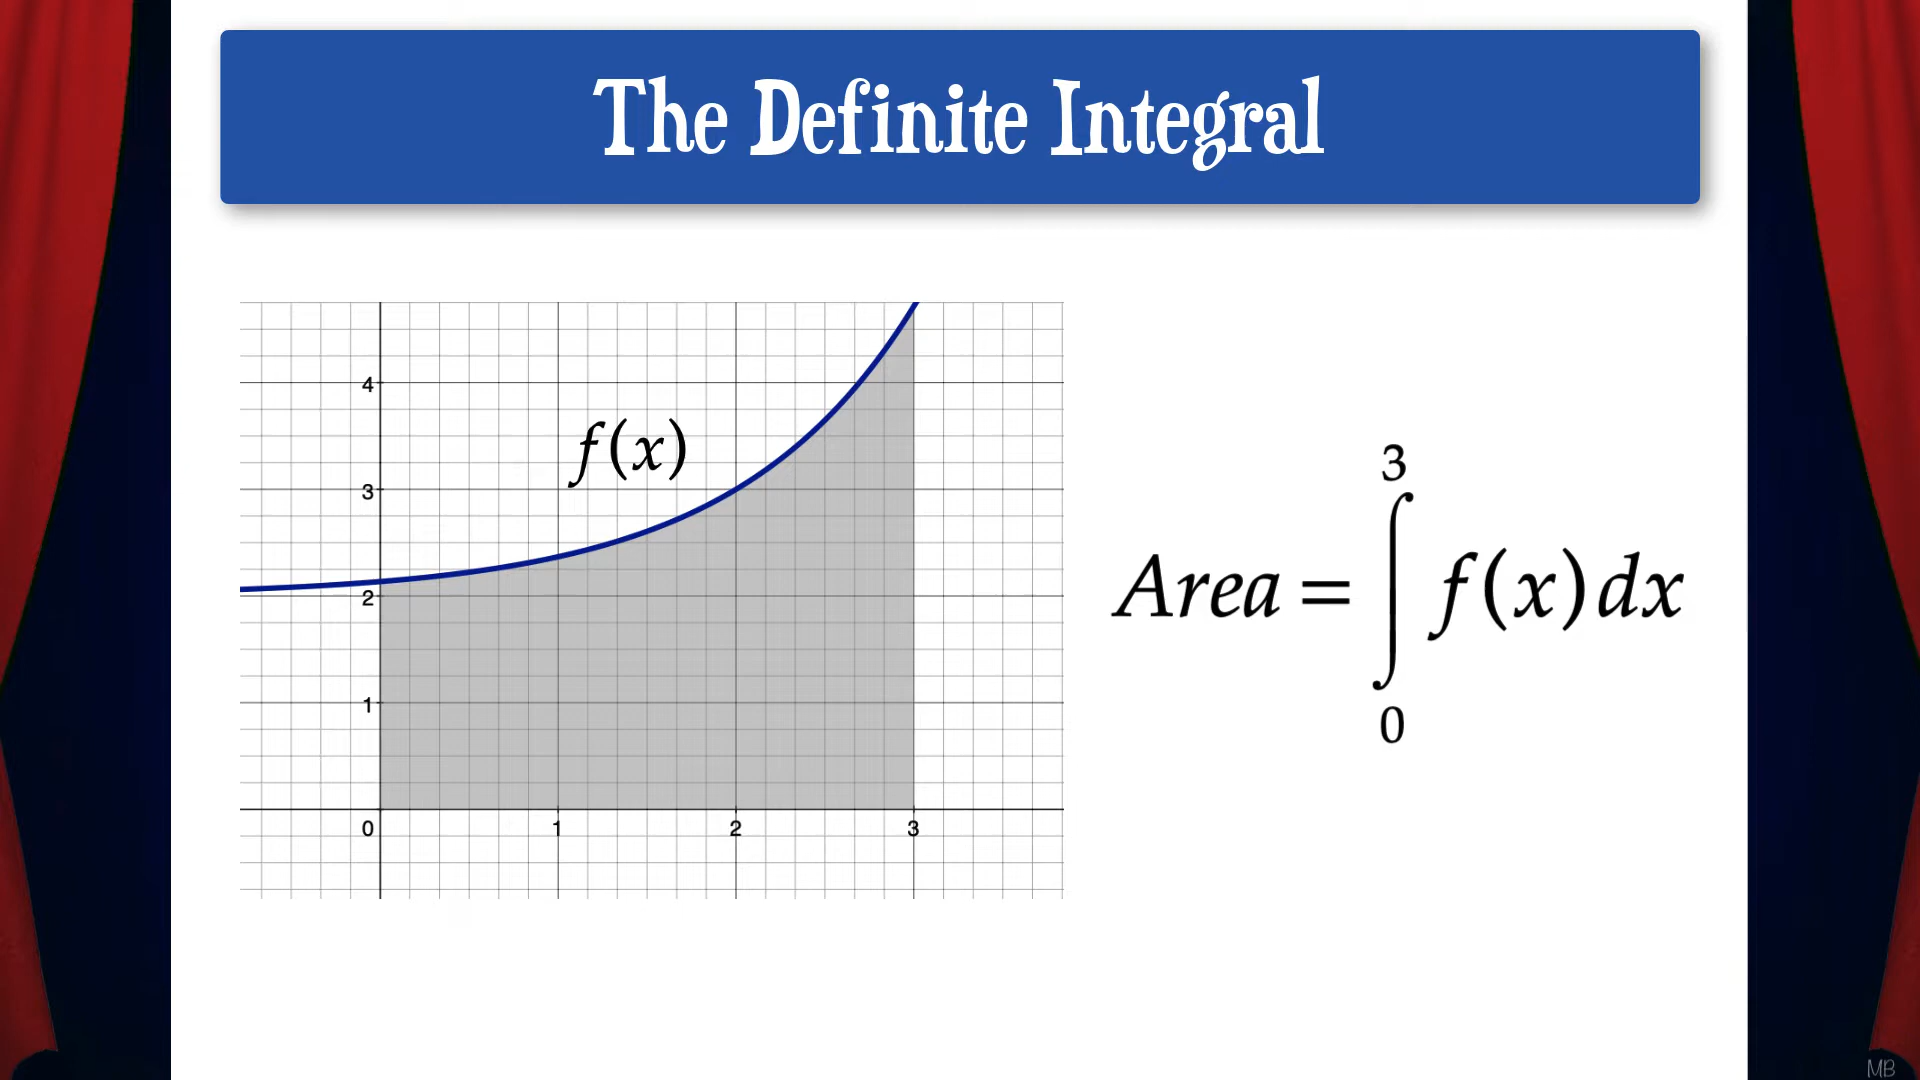 The Definite Integral
4
f(x)
3
2
1
0 1 2 3
3
Area = ∫ f(x)dx
0
MB